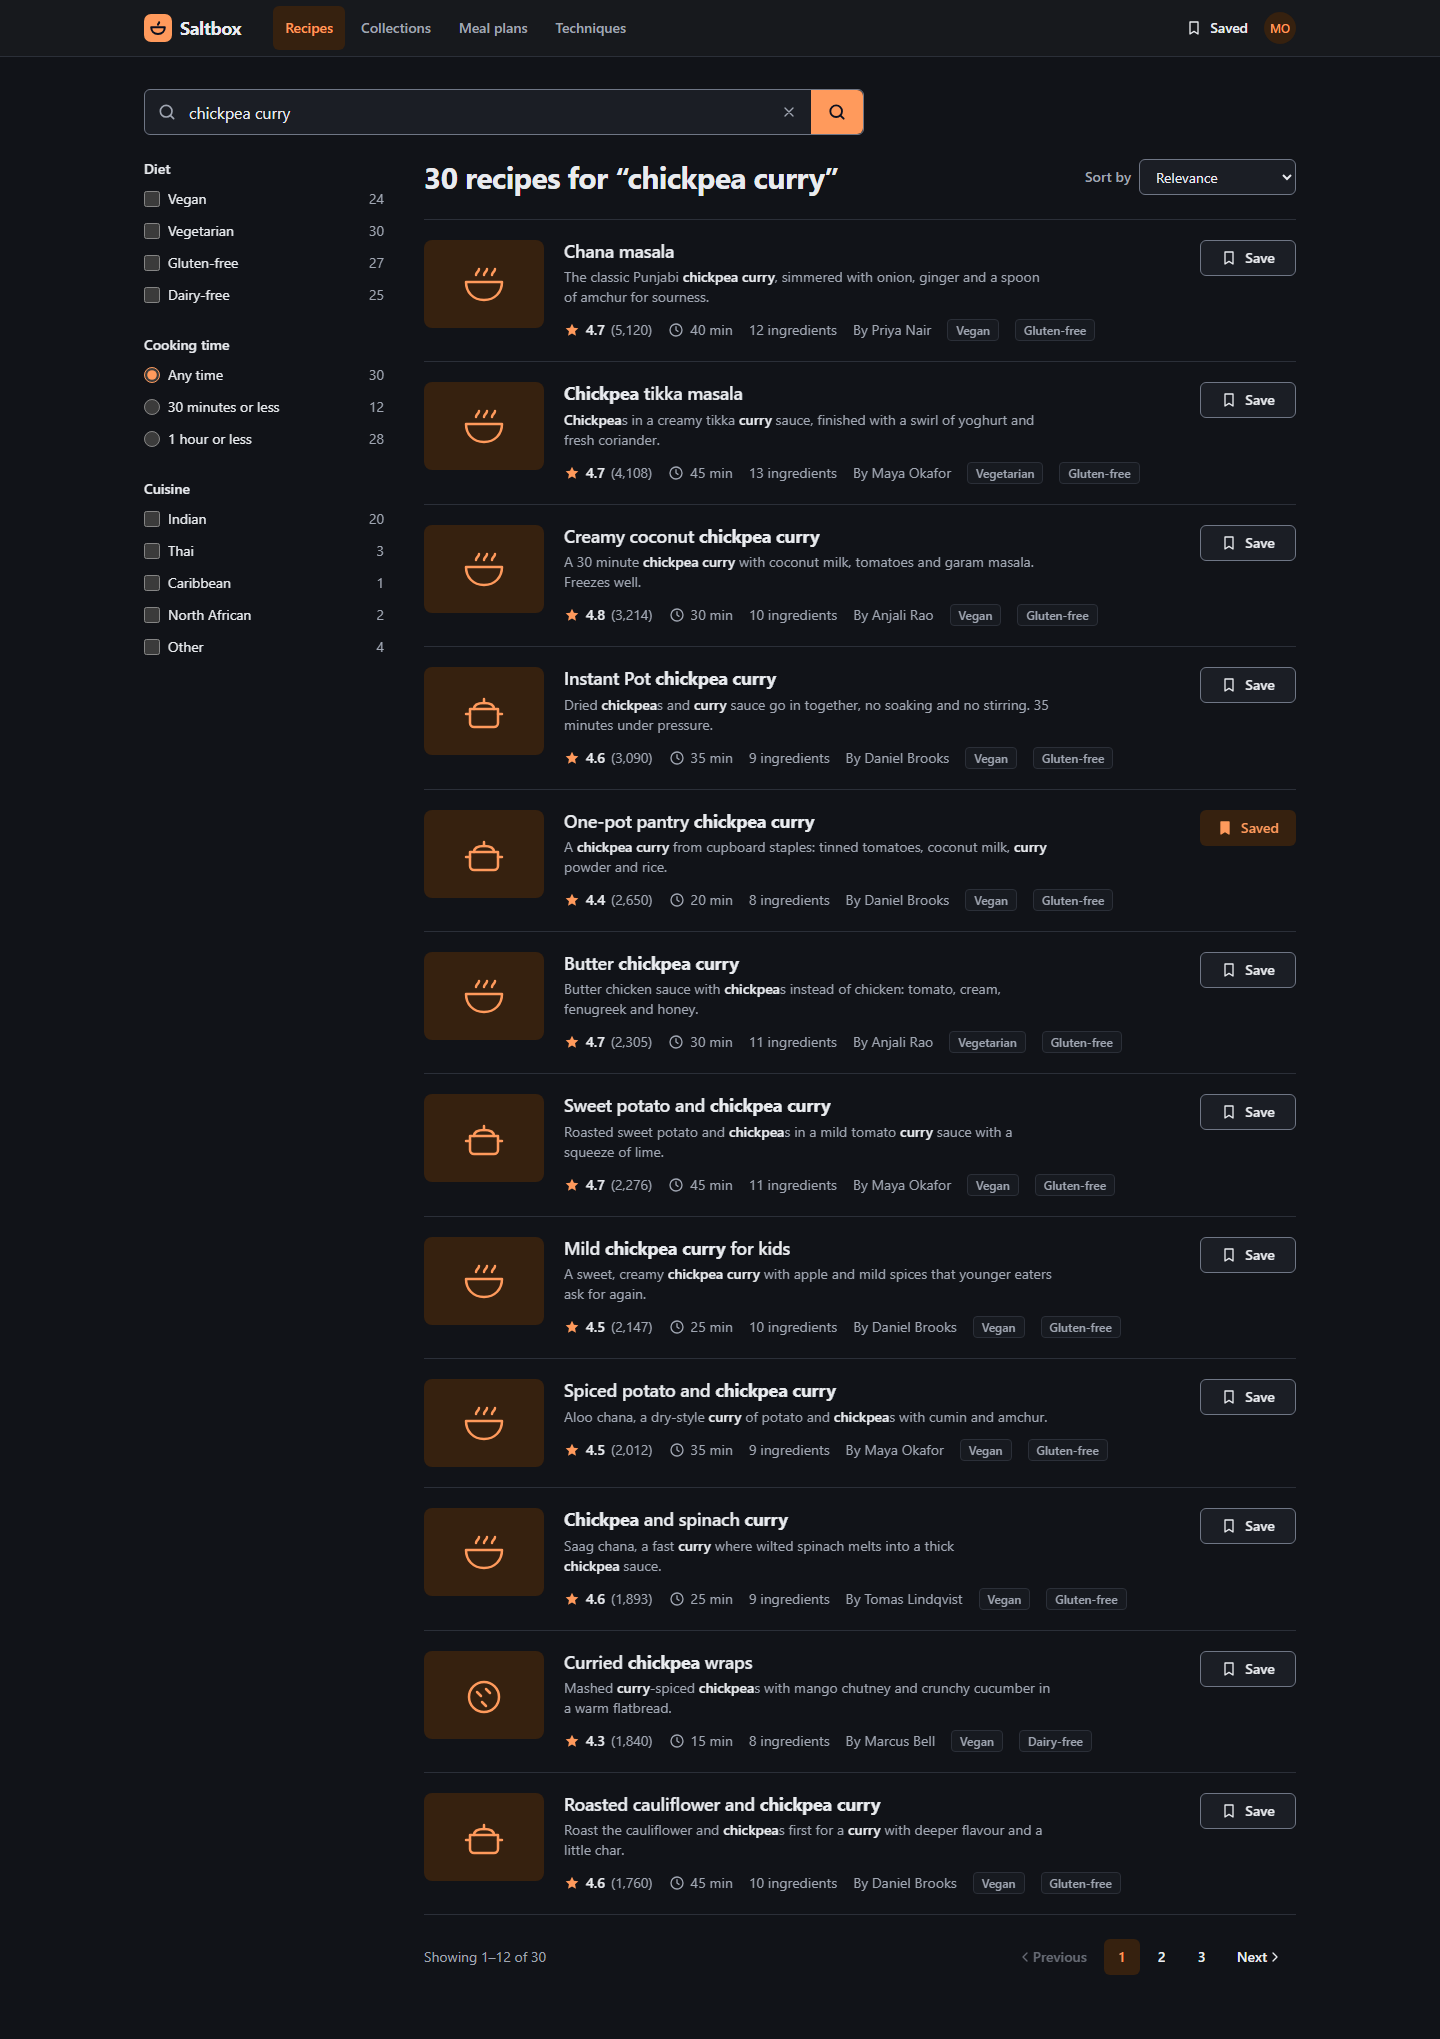 Saltbox
Recipes
Collections
Meal plans
Techniques
Saved
MO
chickpea curry
Diet
Vegan 24
Vegetarian 30
Gluten-free 27
Dairy-free 25
Cooking time
Any time 30
30 minutes or less 12
1 hour or less 28
Cuisine
Indian 20
Thai 3
Caribbean 1
North African 2
Other 4
30 recipes for “chickpea curry”
Sort by Relevance
Chana masala
Save
The classic Punjabi chickpea curry, simmered with onion, ginger and a spoon
of amchur for sourness.
4.7 (5,120) 40 min 12 ingredients By Priya Nair Vegan Gluten-free
Chickpea tikka masala
Save
Chickpeas in a creamy tikka curry sauce, finished with a swirl of yoghurt and
fresh coriander.
4.7 (4,108) 45 min 13 ingredients By Maya Okafor Vegetarian Gluten-free
Creamy coconut chickpea curry
Save
A 30 minute chickpea curry with coconut milk, tomatoes and garam masala.
Freezes well.
4.8 (3,214) 30 min 10 ingredients By Anjali Rao Vegan Gluten-free
Instant Pot chickpea curry
Save
Dried chickpeas and curry sauce go in together, no soaking and no stirring. 35
minutes under pressure.
4.6 (3,090) 35 min 9 ingredients By Daniel Brooks Vegan Gluten-free
One-pot pantry chickpea curry
Saved
A chickpea curry from cupboard staples: tinned tomatoes, coconut milk, curry
powder and rice.
4.4 (2,650) 20 min 8 ingredients By Daniel Brooks Vegan Gluten-free
Butter chickpea curry
Save
Butter chicken sauce with chickpeas instead of chicken: tomato, cream,
fenugreek and honey.
4.7 (2,305) 30 min 11 ingredients By Anjali Rao Vegetarian Gluten-free
Sweet potato and chickpea curry
Save
Roasted sweet potato and chickpeas in a mild tomato curry sauce with a
squeeze of lime.
4.7 (2,276) 45 min 11 ingredients By Maya Okafor Vegan Gluten-free
Mild chickpea curry for kids
Save
A sweet, creamy chickpea curry with apple and mild spices that younger eaters
ask for again.
4.5 (2,147) 25 min 10 ingredients By Daniel Brooks Vegan Gluten-free
Spiced potato and chickpea curry
Save
Aloo chana, a dry-style curry of potato and chickpeas with cumin and amchur.
4.5 (2,012) 35 min 9 ingredients By Maya Okafor Vegan Gluten-free
Chickpea and spinach curry
Save
Saag chana, a fast curry where wilted spinach melts into a thick
chickpea sauce.
4.6 (1,893) 25 min 9 ingredients By Tomas Lindqvist Vegan Gluten-free
Curried chickpea wraps
Save
Mashed curry-spiced chickpeas with mango chutney and crunchy cucumber in
a warm flatbread.
4.3 (1,840) 15 min 8 ingredients By Marcus Bell Vegan Dairy-free
Roasted cauliflower and chickpea curry
Save
Roast the cauliflower and chickpeas first for a curry with deeper flavour and a
little char.
4.6 (1,760) 45 min 10 ingredients By Daniel Brooks Vegan Gluten-free
Showing 1–12 of 30
Previous 1 2 3 Next